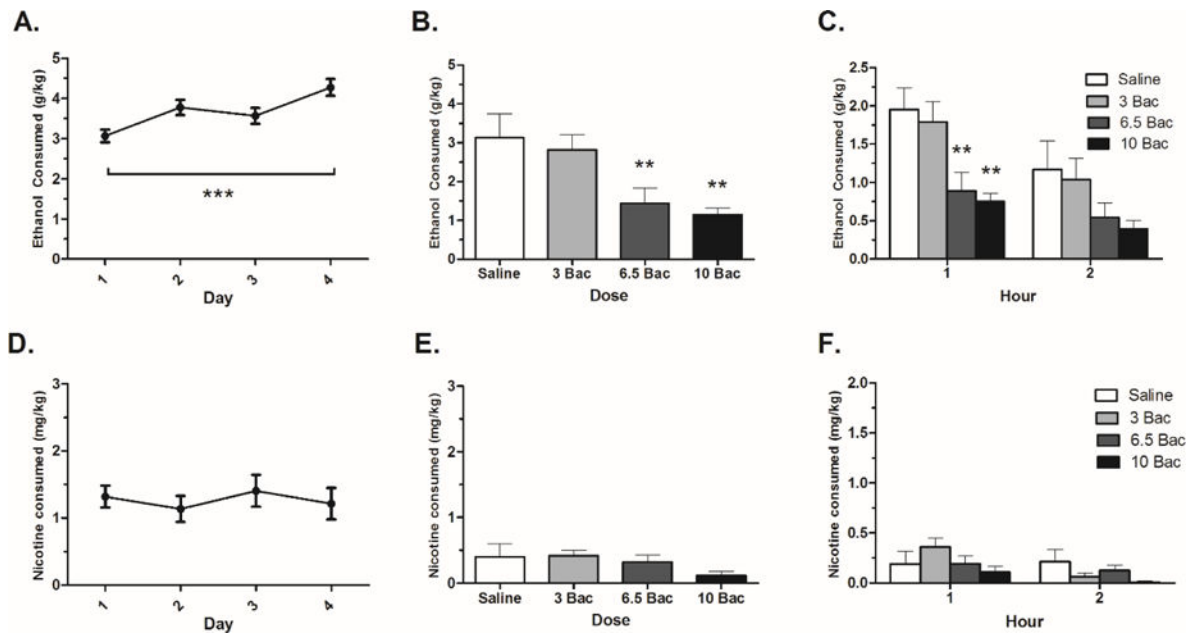 A.
Ethanol Consumed (g/kg)
5
4
3
2
1
0
***
1
2
3
4
Day
B.
Ethanol Consumed (g/kg)
5
4
3
2
1
0
**
**
Saline
3 Bac
6.5 Bac
10 Bac
Dose
C.
Ethanol Consumed (g/kg)
2.5
2.0
1.5
1.0
0.5
0.0
Saline
3 Bac
6.5 Bac
10 Bac
**
**
1
2
Hour
D.
Nicotine consumed (mg/kg)
3
2
1
0
1
2
3
4
Day
E.
Nicotine consumed (mg/kg)
3
2
1
0
Saline
3 Bac
6.5 Bac
10 Bac
Dose
F.
Nicotine consumed (mg/kg)
2.0
1.5
1.0
0.5
0.0
Saline
3 Bac
6.5 Bac
10 Bac
1
2
Hour